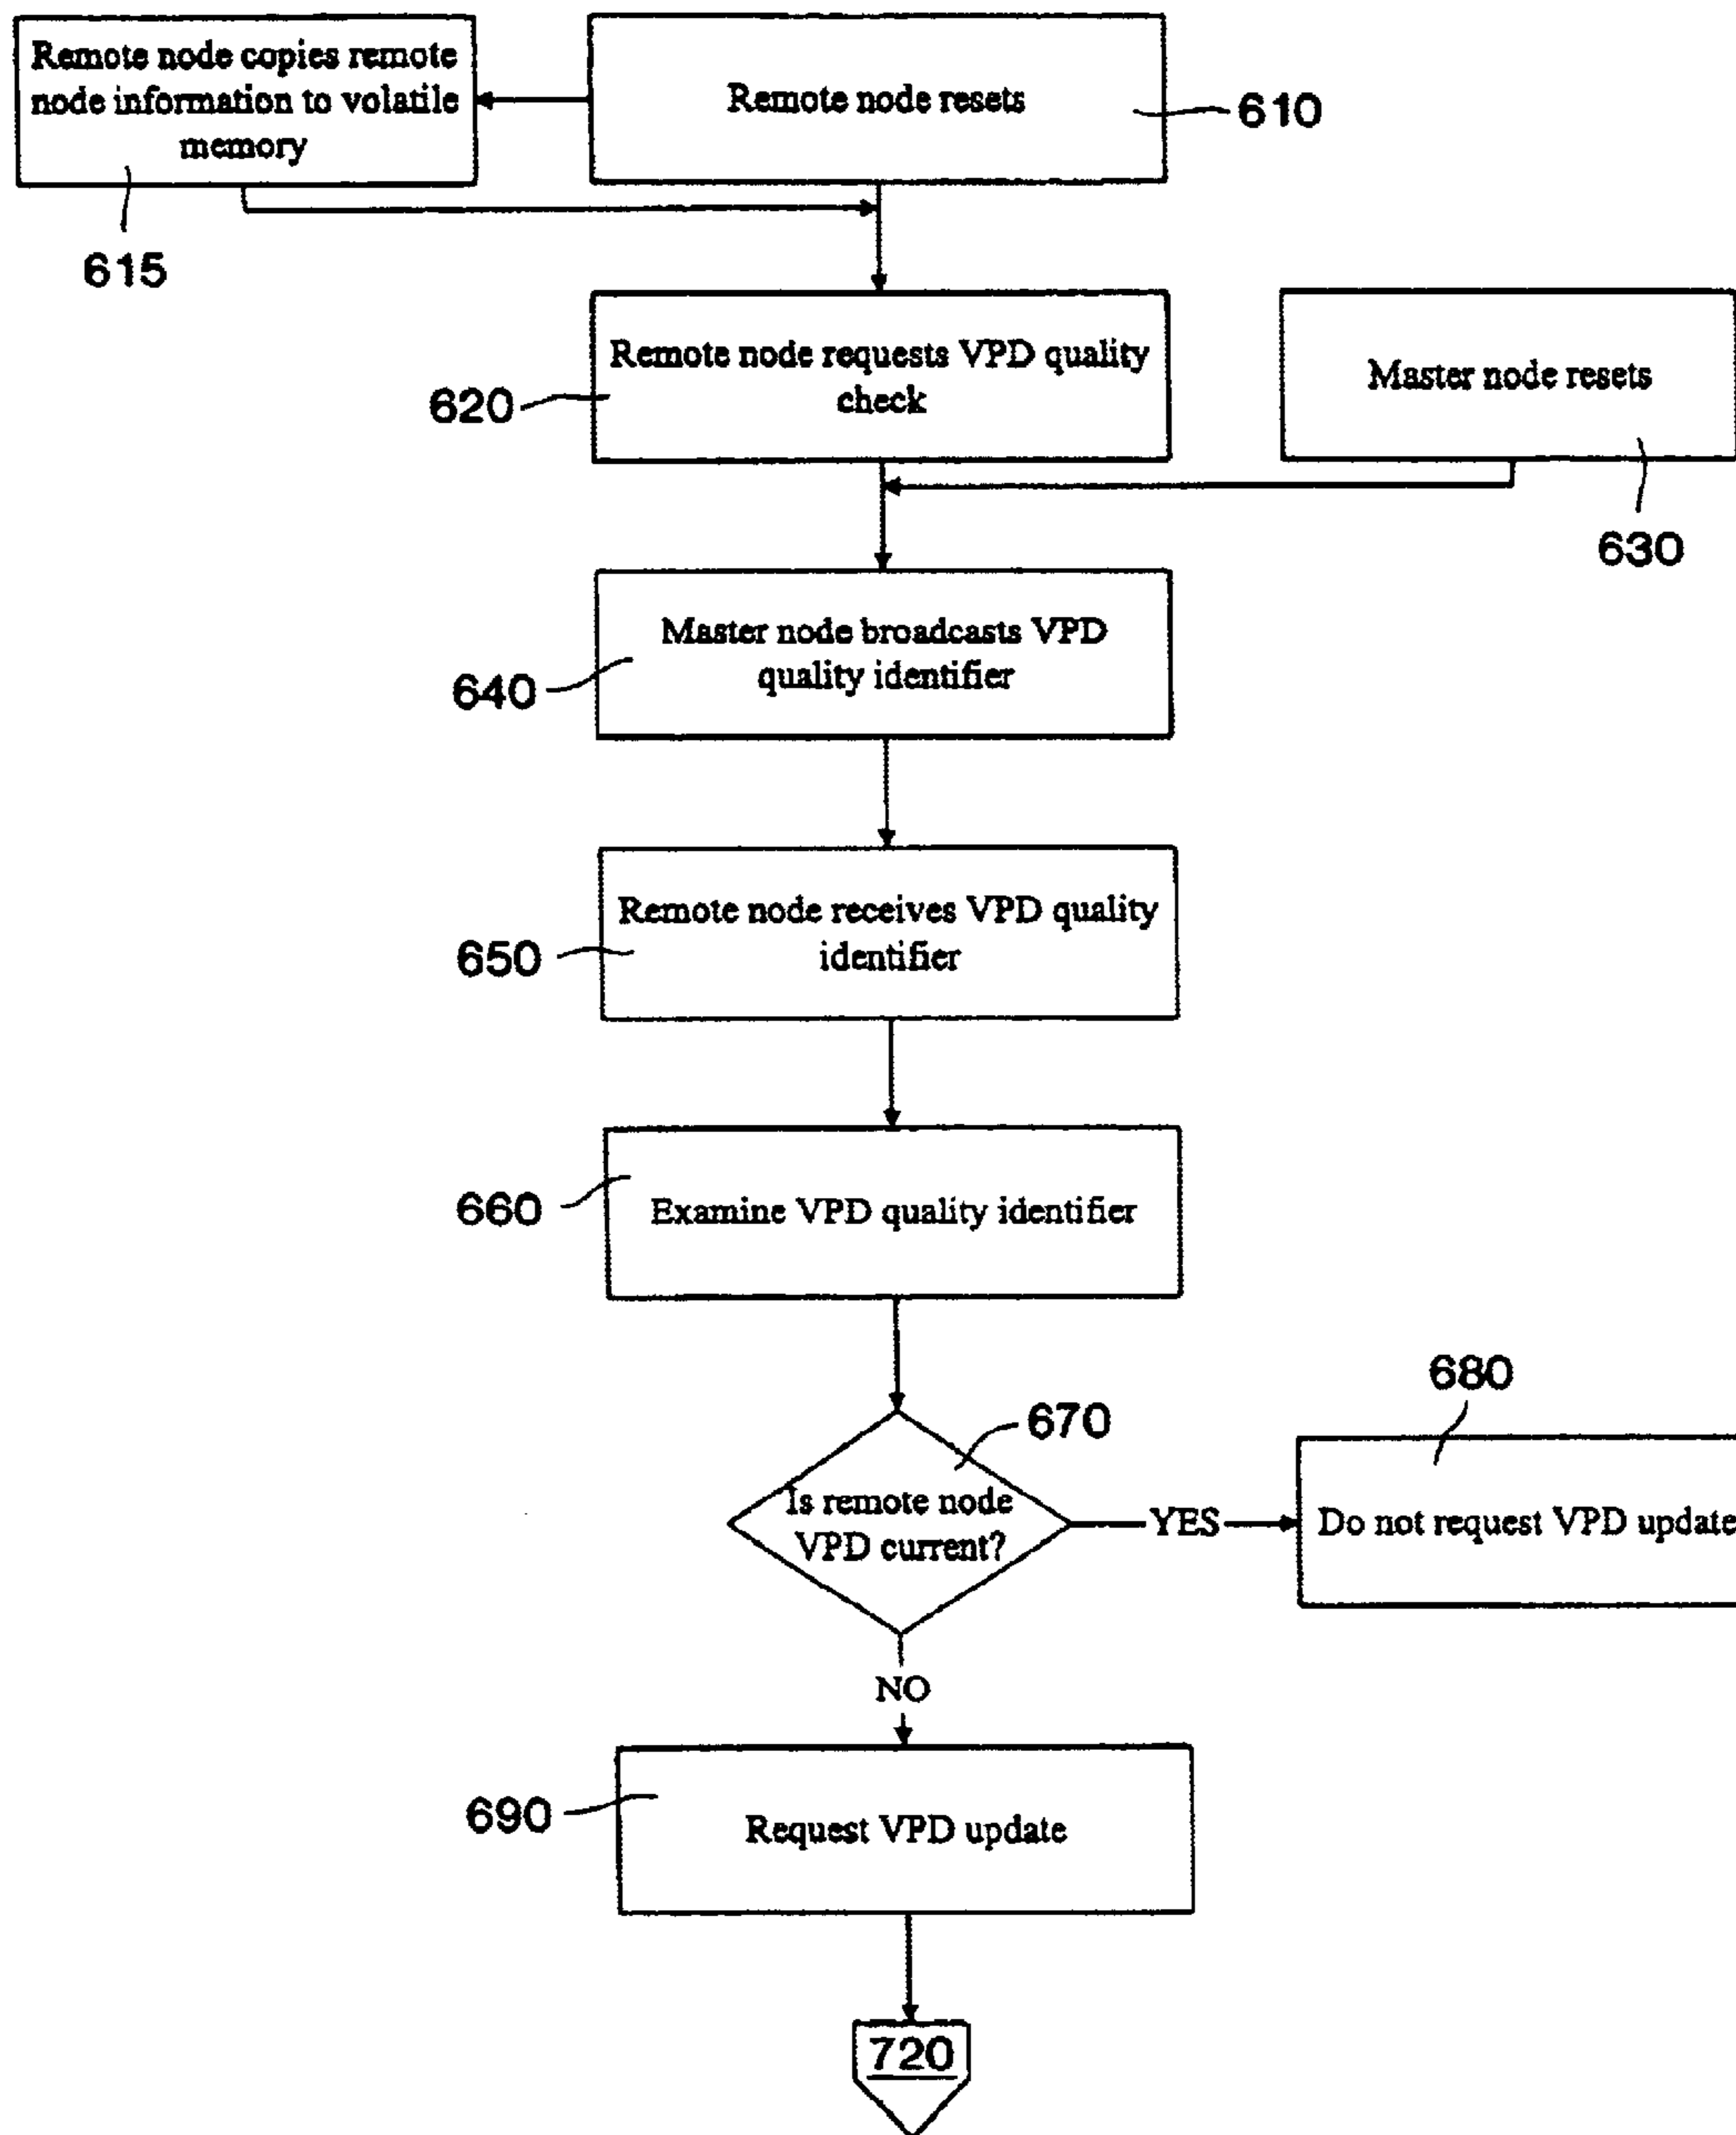 Remote node copies remote
node information to volatile
memory
Remote node resets
610
615
Remote node requests VPD quality
check
620
Master node resets
630
Master node broadcasts VPD
quality identifier
640
Remote node receives VPD quality
identifier
650
Examine VPD quality identifier
660
670
Is remote node
VPD current?
YES
680
Do not request VPD update
NO
690
Request VPD update
720